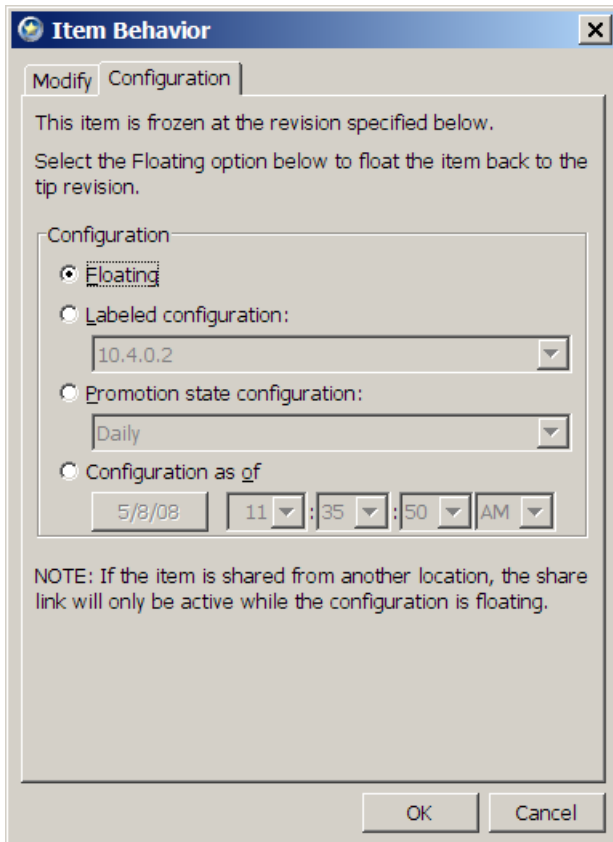 Item Behavior
Modify
Configuration
This item is frozen at the revision specified below.
Select the Floating option below to float the item back to the
tip revision.
Configuration
Floating
Labeled configuration:
10.4.0.2
Promotion state configuration:
Daily
Configuration as of
5/8/08 11 : 35 : 50 AM
NOTE: If the item is shared from another location, the share
link will only be active while the configuration is floating.
OK Cancel